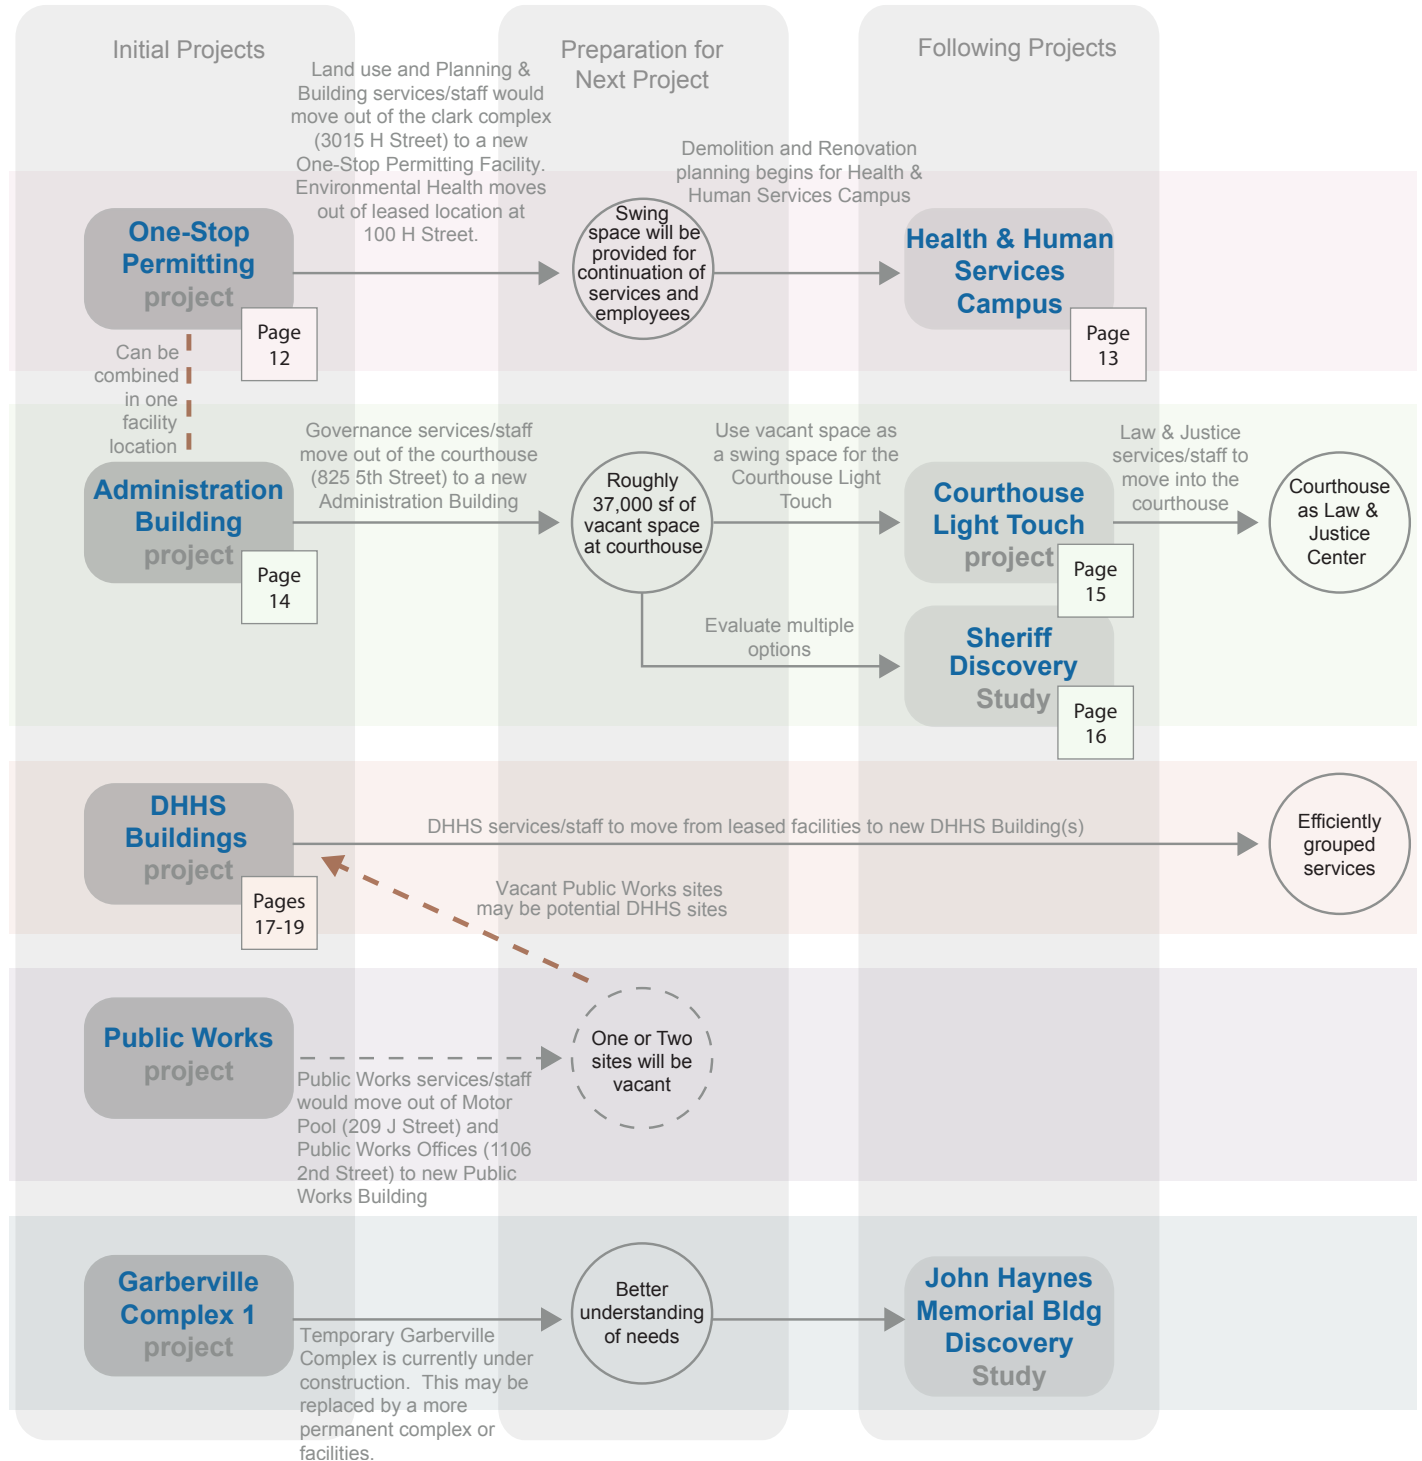 Initial Projects
Preparation for
Next Project
Following Projects
Land use and Planning &
Building services/staff would
move out of the clark complex
(3015 H Street) to a new
One-Stop Permitting Facility.
Environmental Health moves
out of leased location at
100 H Street.
Demolition and Renovation
planning begins for Health &
Human Services Campus
One-Stop
Permitting
project
Page
12
Swing
space will be
provided for
continuation of
services and
employees
Health & Human
Services
Campus
Page
13
Can be
combined
in one
facility
location
Governance services/staff
move out of the courthouse
(825 5th Street) to a new
Administration Building
Use vacant space as
a swing space for the
Courthouse Light
Touch
Law & Justice
services/staff to
move into the
courthouse
Administration
Building
project
Page
14
Roughly
37,000 sf of
vacant space
at courthouse
Courthouse
Light Touch
project
Page
15
Courthouse
as Law &
Justice
Center
Evaluate multiple
options
Sheriff
Discovery
Study
Page
16
DHHS
Buildings
project
Pages
17-19
DHHS services/staff to move from leased facilities to new DHHS Building(s)
Efficiently
grouped
services
Vacant Public Works sites
may be potential DHHS sites
Public Works
project
One or Two
sites will be
vacant
Public Works services/staff
would move out of Motor
Pool (209 J Street) and
Public Works Offices (1106
2nd Street) to new Public
Works Building
Garberville
Complex 1
project
Better
understanding
of needs
John Haynes
Memorial Bldg
Discovery
Study
Temporary Garberville
Complex is currently under
construction.  This may be
replaced by a more
permanent complex or
facilities.